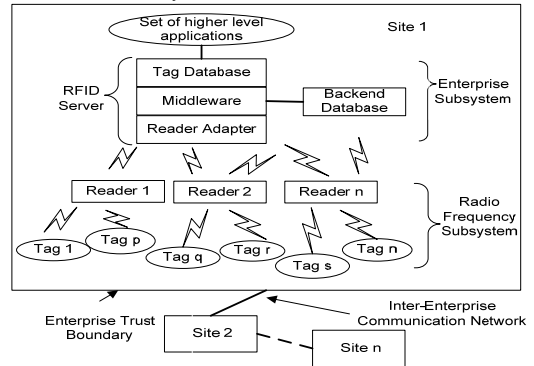 Set of higher level
applications
Site 1
Tag Database
Middleware
Reader Adapter
RFID
Server
Backend
Database
Enterprise
Subsystem
Reader 1
Reader 2
Reader n
Radio
Frequency
Subsystem
Tag 1
Tag p
Tag q
Tag r
Tag s
Tag n
Enterprise Trust
Boundary
Inter-Enterprise
Communication Network
Site 2
Site n